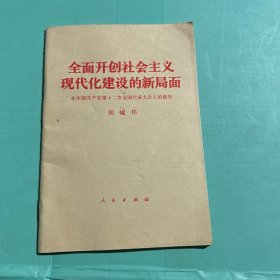 全面开创社会主义
现代化建设的新局面
在中国共产党第十二次全国代表大会上的报告
胡耀邦
人民出版社